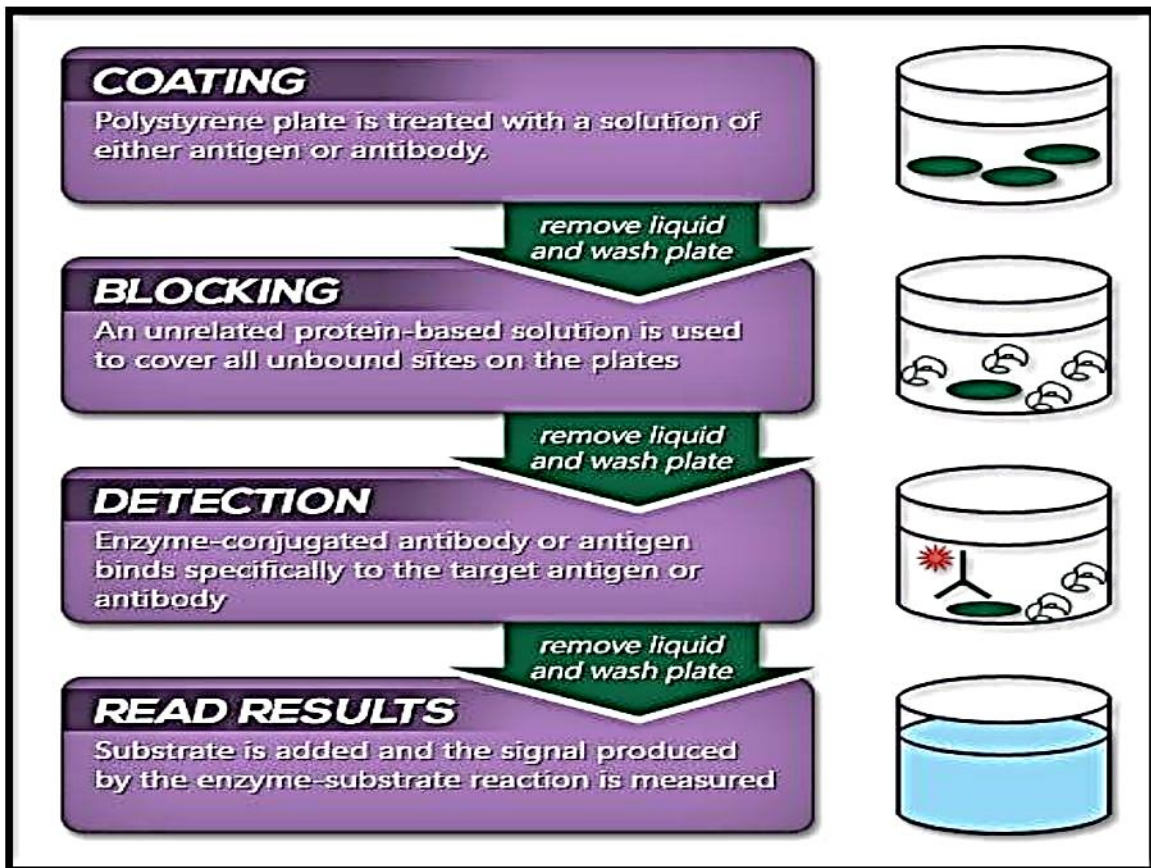 COATING
Polystyrene plate is treated with a solution of
either antigen or antibody.
remove liquid
and wash plate
BLOCKING
An unrelated protein-based solution is used
to cover all unbound sites on the plates
remove liquid
and wash plate
DETECTION
Enzyme-conjugated antibody or antigen
binds specifically to the target antigen or
antibody
remove liquid
and wash plate
READ RESULTS
Substrate is added and the signal produced
by the enzyme-substrate reaction is measured